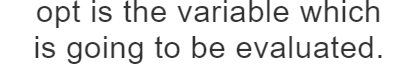 opt is the variable which
is going to be evaluated.